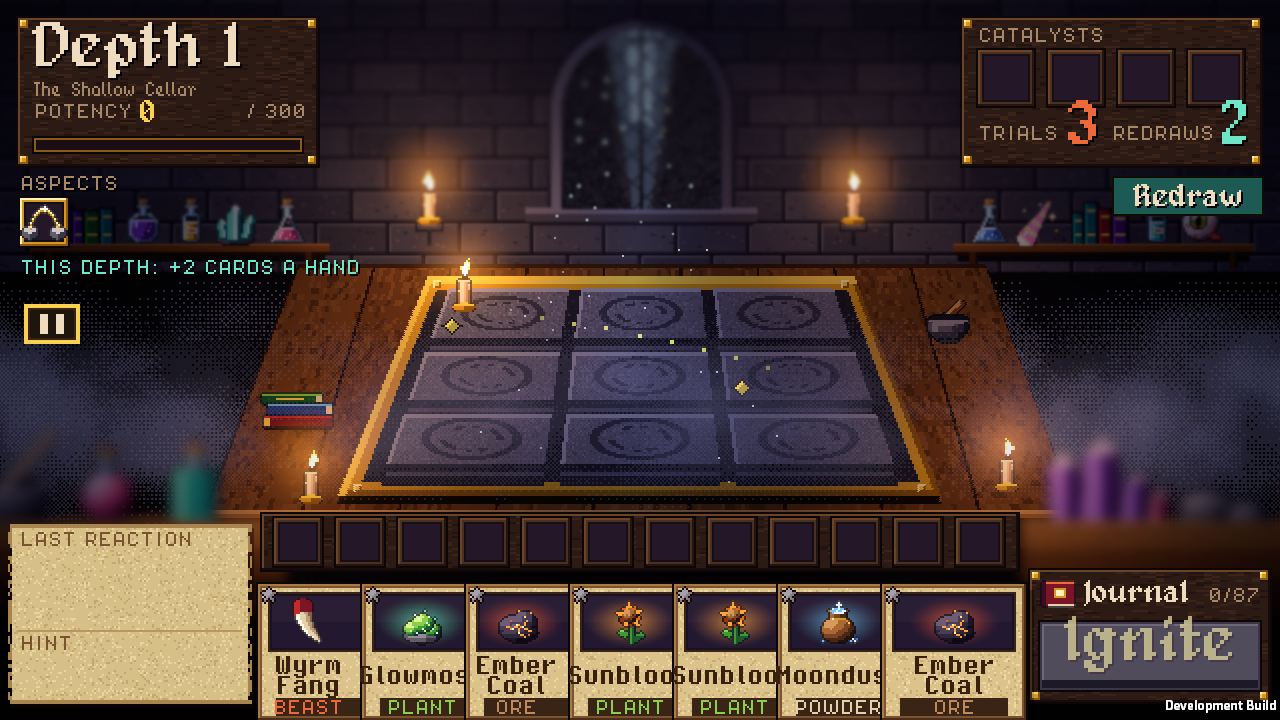 Depth 1
The Shallow Cellar
POTENCY 0 / 300
ASPECTS
THIS DEPTH: +2 CARDS A HAND
CATALYSTS
TRIALS 3 REDRAWS 2
Redraw
LAST REACTION
HINT
Wyrm Fang
BEAST
Glowmos
PLANT
Ember Coal
ORE
Sunbloo
PLANT
Sunbloo
PLANT
Moondus
POWDER
Ember Coal
ORE
Journal 0/87
Ignite
Development Build